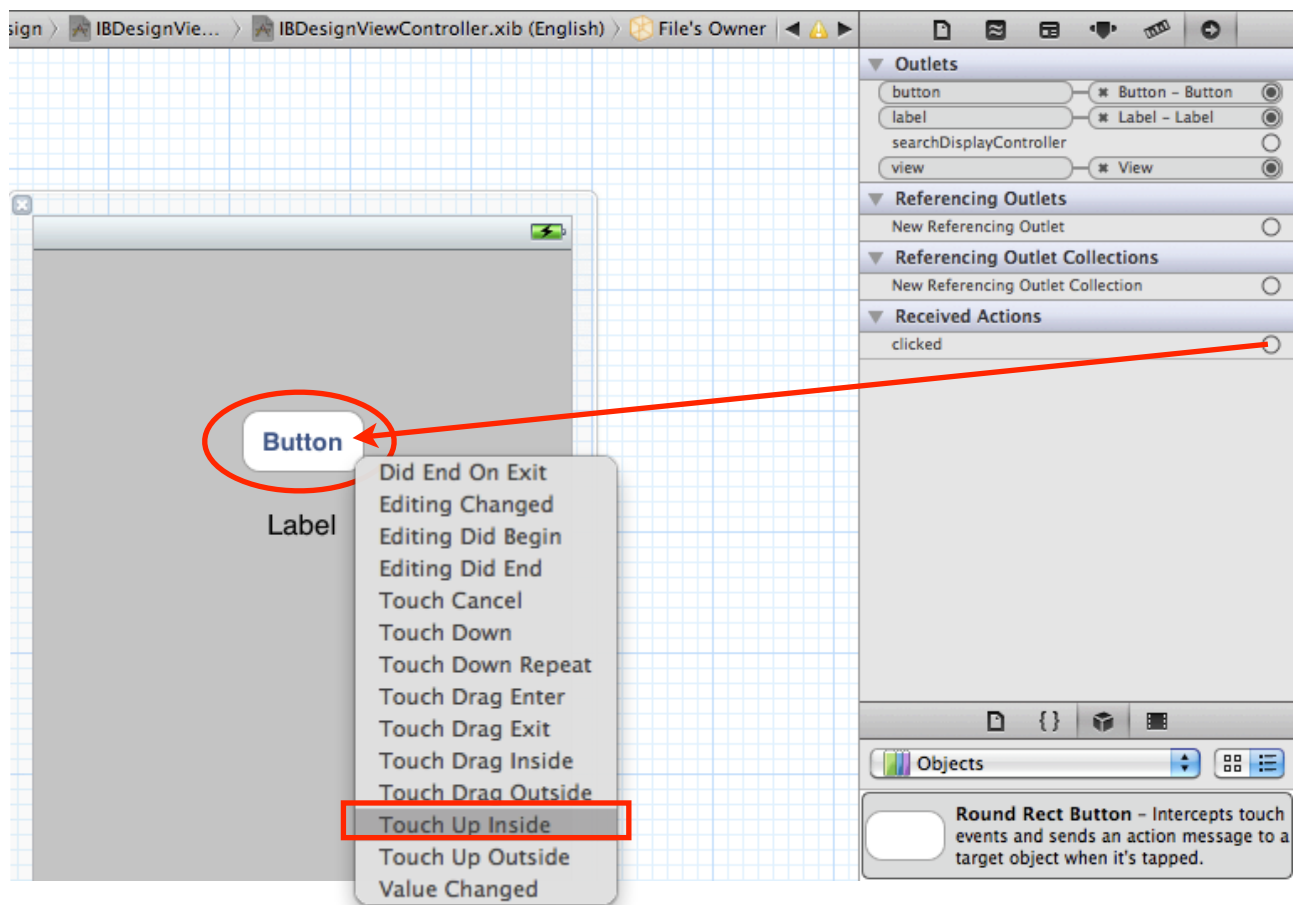 sign 〉 IBDesignVie... 〉 IBDesignViewController.xib (English) 〉 File's Owner
Outlets
button Button – Button
label Label – Label
searchDisplayController
view View
Referencing Outlets
New Referencing Outlet
Referencing Outlet Collections
New Referencing Outlet Collection
Received Actions
clicked
Button
Label
Did End On Exit
Editing Changed
Editing Did Begin
Editing Did End
Touch Cancel
Touch Down
Touch Down Repeat
Touch Drag Enter
Touch Drag Exit
Touch Drag Inside
Touch Drag Outside
Touch Up Inside
Touch Up Outside
Value Changed
{}
Objects
Round Rect Button – Intercepts touch
events and sends an action message to a
target object when it's tapped.